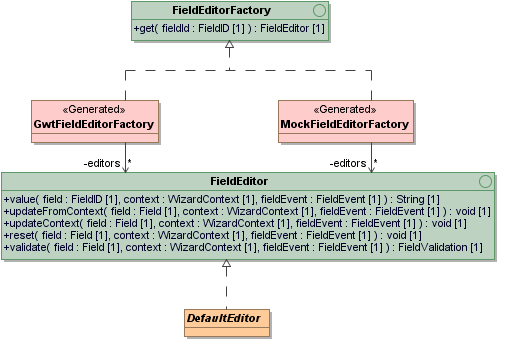 FieldEditorFactory
+get( fieldId : FieldID [1] ) : FieldEditor [1]
«Generated»
GwtFieldEditorFactory
«Generated»
MockFieldEditorFactory
-editors *
-editors *
FieldEditor
+value( field : FieldID [1], context : WizardContext [1], fieldEvent : FieldEvent [1] ) : String [1]
+updateFromContext( field : Field [1], context : WizardContext [1], fieldEvent : FieldEvent [1] ) : void [1]
+updateContext( field : Field [1], context : WizardContext [1], fieldEvent : FieldEvent [1] ) : void [1]
+reset( field : Field [1], context : WizardContext [1], fieldEvent : FieldEvent [1] ) : void [1]
+validate( field : Field [1], context : WizardContext [1], fieldEvent : FieldEvent [1] ) : FieldValidation [1]
DefaultEditor